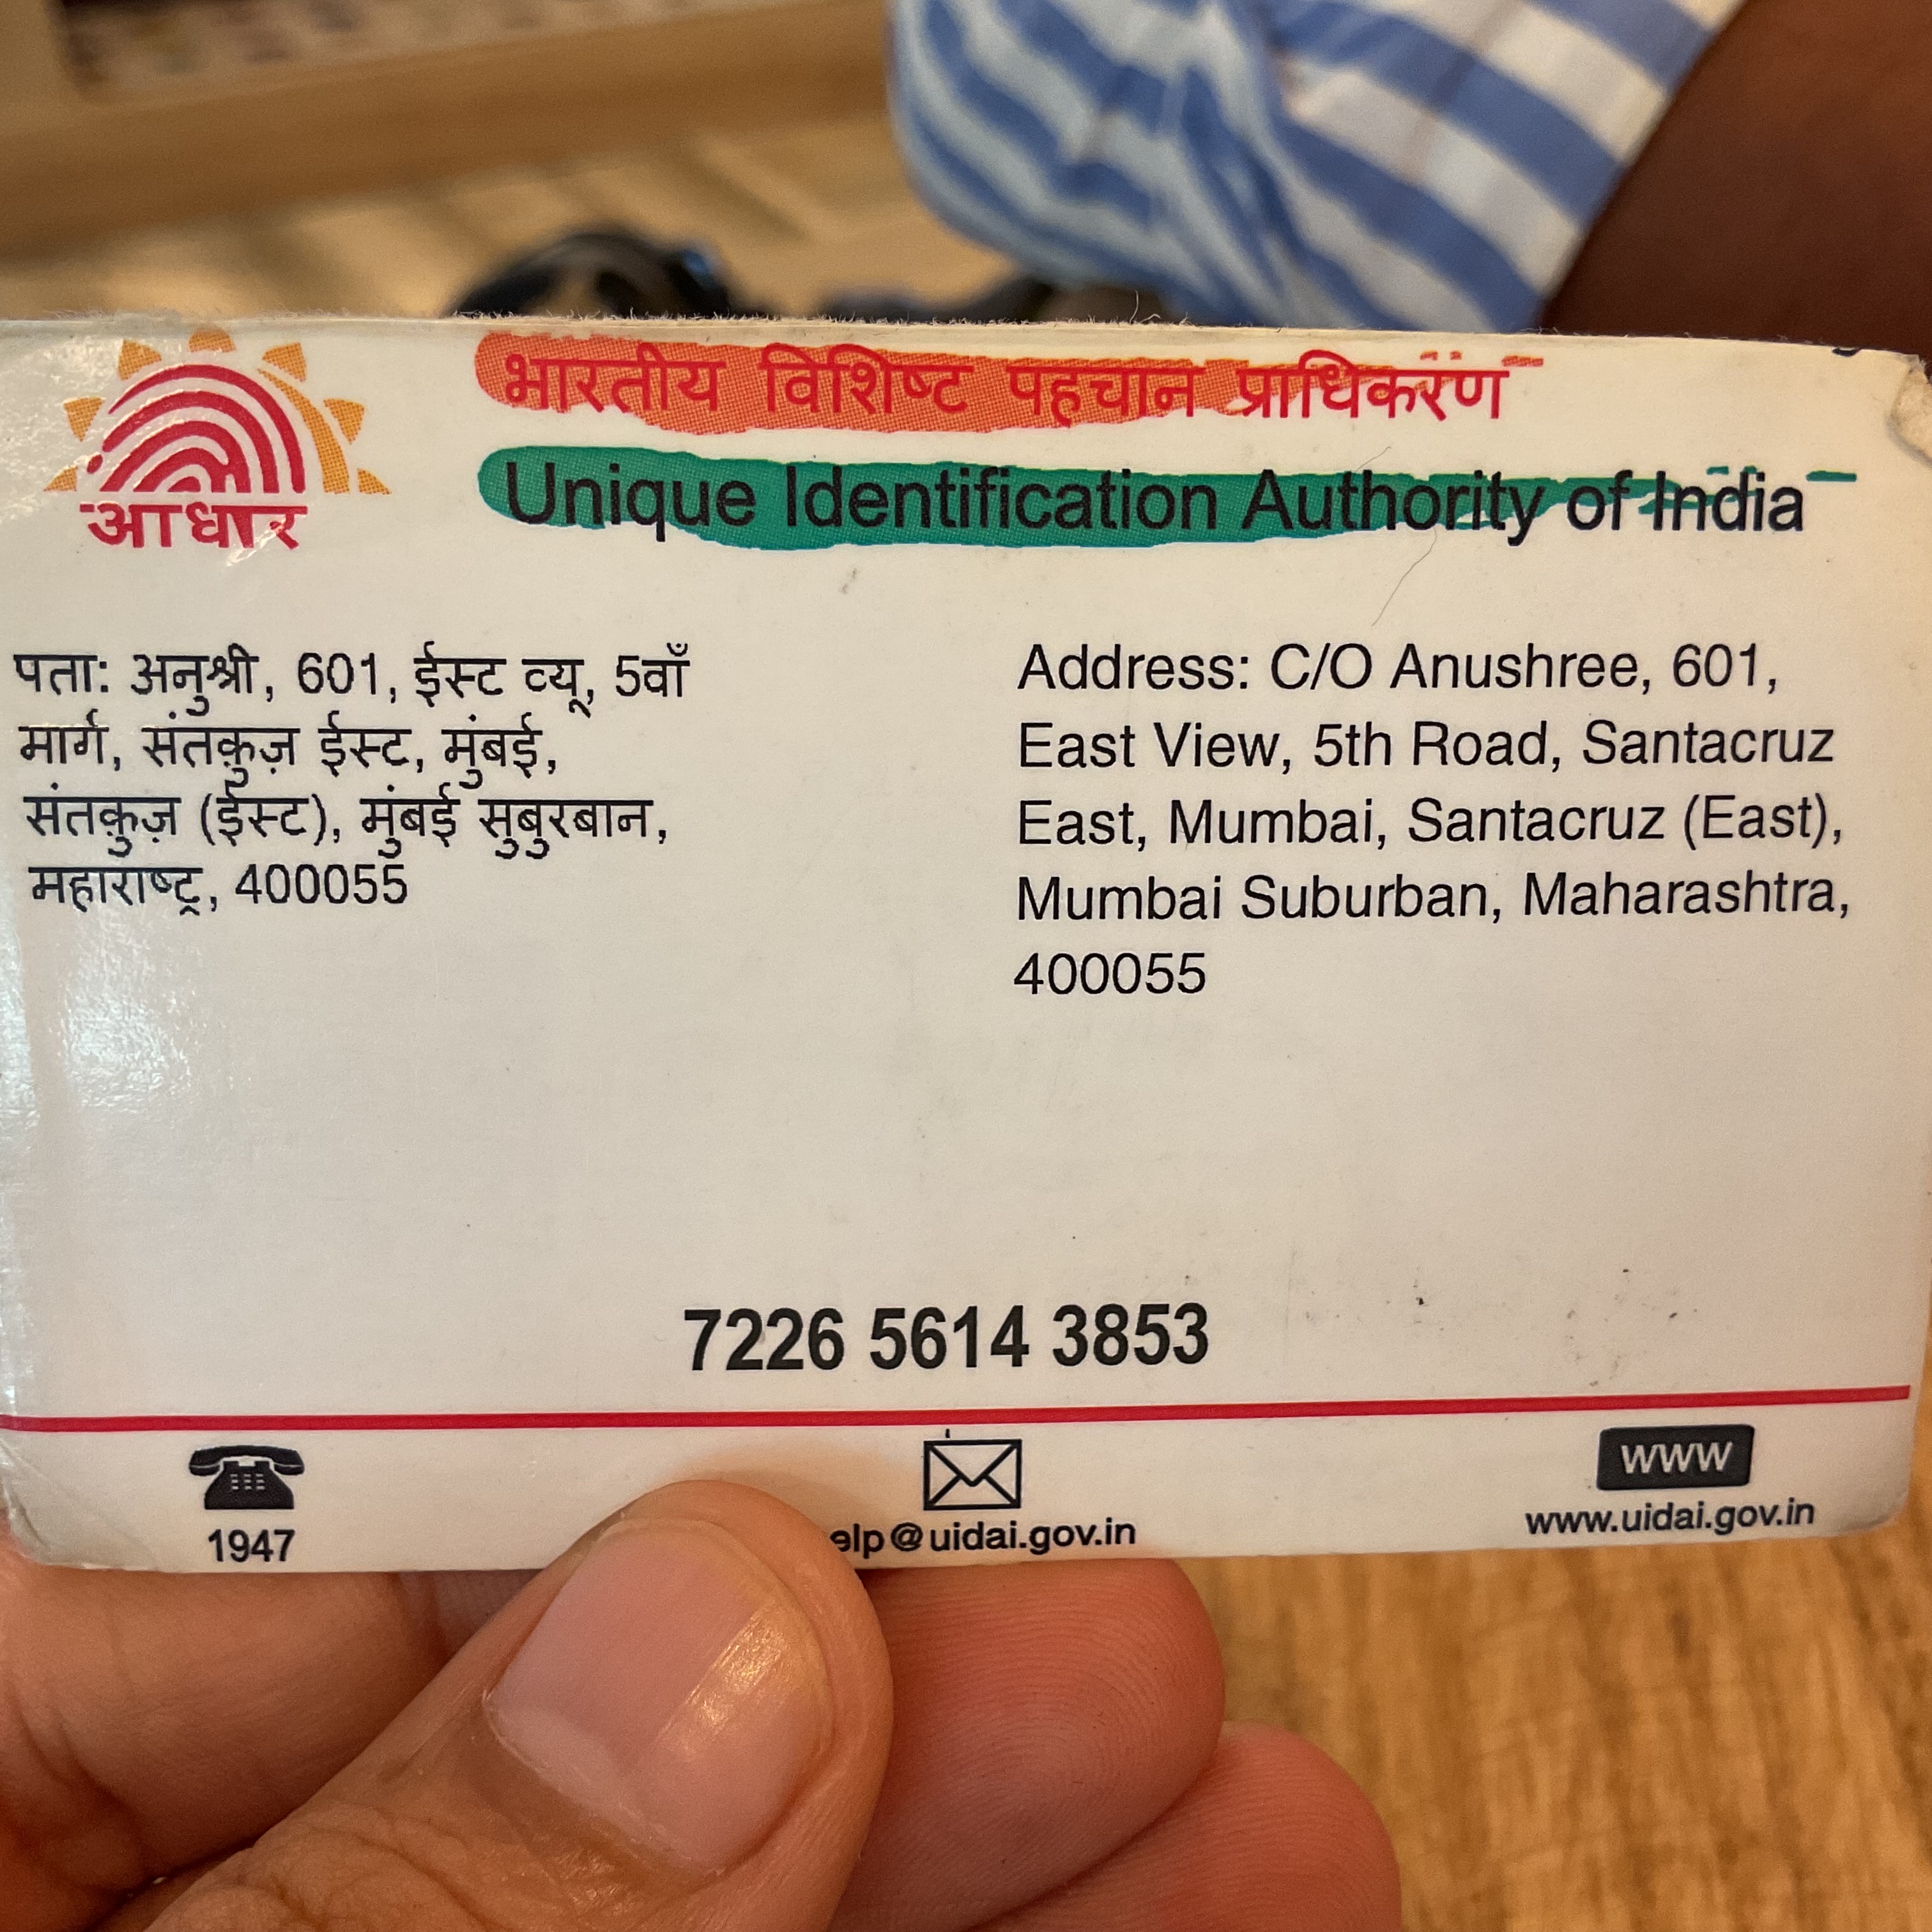 भारतीय विशिष्ट पहचान प्राधिकरण
Unique Identification Authority of India
आधार
पता: अनुश्री, 601, ईस्ट व्यू, 5वाँ
मार्ग, संतक़ुज़ ईस्ट, मुंबई,
संतक़ुज़ (ईस्ट), मुंबई सुबुरबान,
महाराष्ट्र, 400055
Address: C/O Anushree, 601,
East View, 5th Road, Santacruz
East, Mumbai, Santacruz (East),
Mumbai Suburban, Maharashtra,
400055
7226 5614 3853
1947
elp@uidai.gov.in
www
www.uidai.gov.in